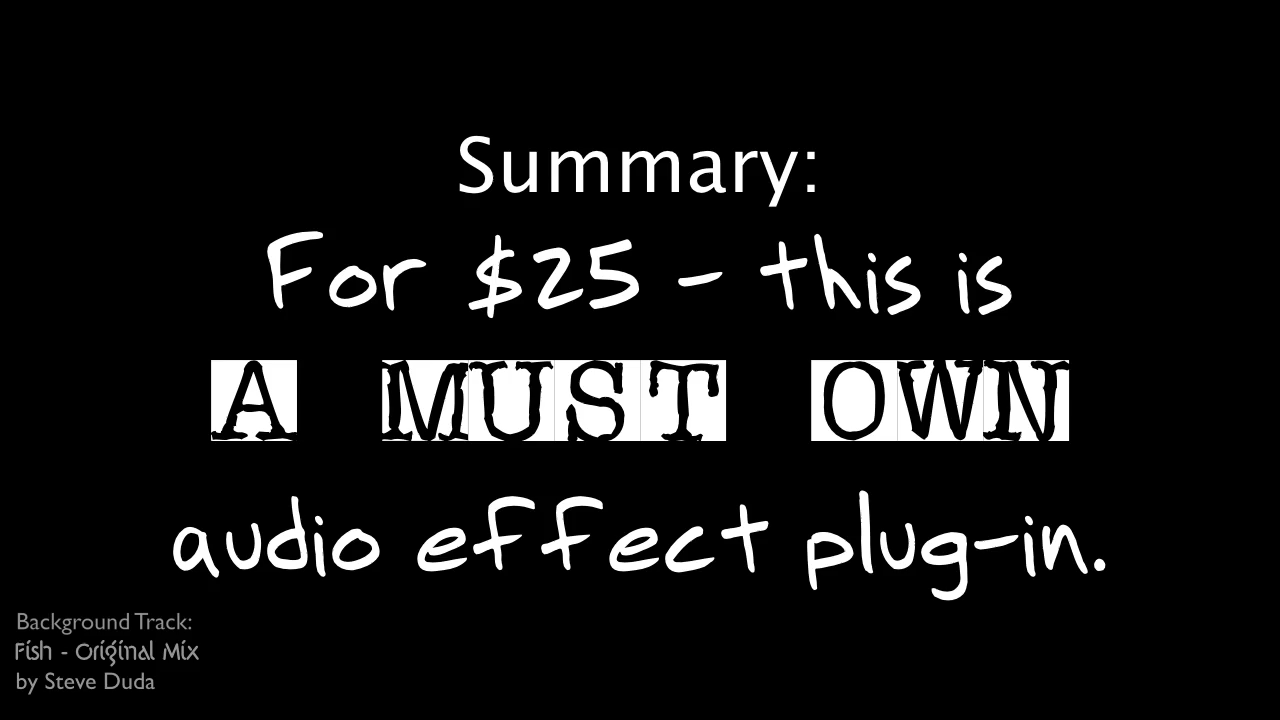 Summary:
For $25 - this is
A MUST OWN
audio effect plug-in.
Background Track:
Fish - Original Mix
by Steve Duda